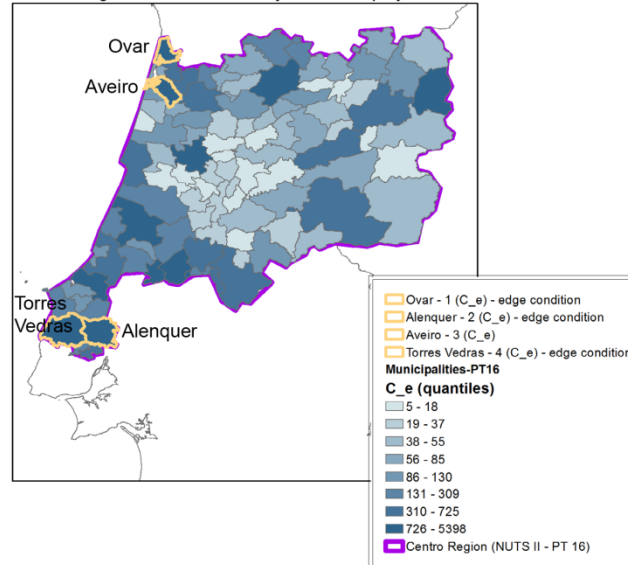 Ovar
Aveiro
Torres
Vedras
Alenquer
Ovar - 1 (C_e) - edge condition
Alenquer - 2 (C_e) - edge condition
Aveiro - 3 (C_e)
Torres Vedras - 4 (C_e) - edge condition
Municipalities-PT16
C_e (quantiles)
5 - 18
19 - 37
38 - 55
56 - 85
86 - 130
131 - 309
310 - 725
726 - 5398
Centro Region (NUTS II - PT 16)